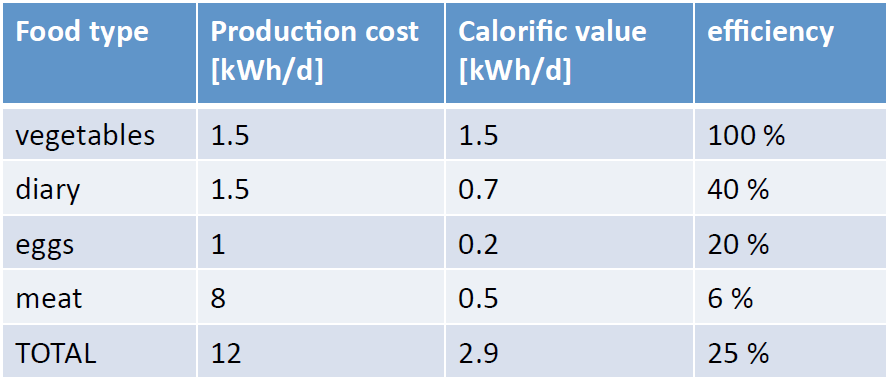 Food type Production cost [kWh/d] Calorific value [kWh/d] efficiency
vegetables 1.5 1.5 100 %
diary 1.5 0.7 40 %
eggs 1 0.2 20 %
meat 8 0.5 6 %
TOTAL 12 2.9 25 %